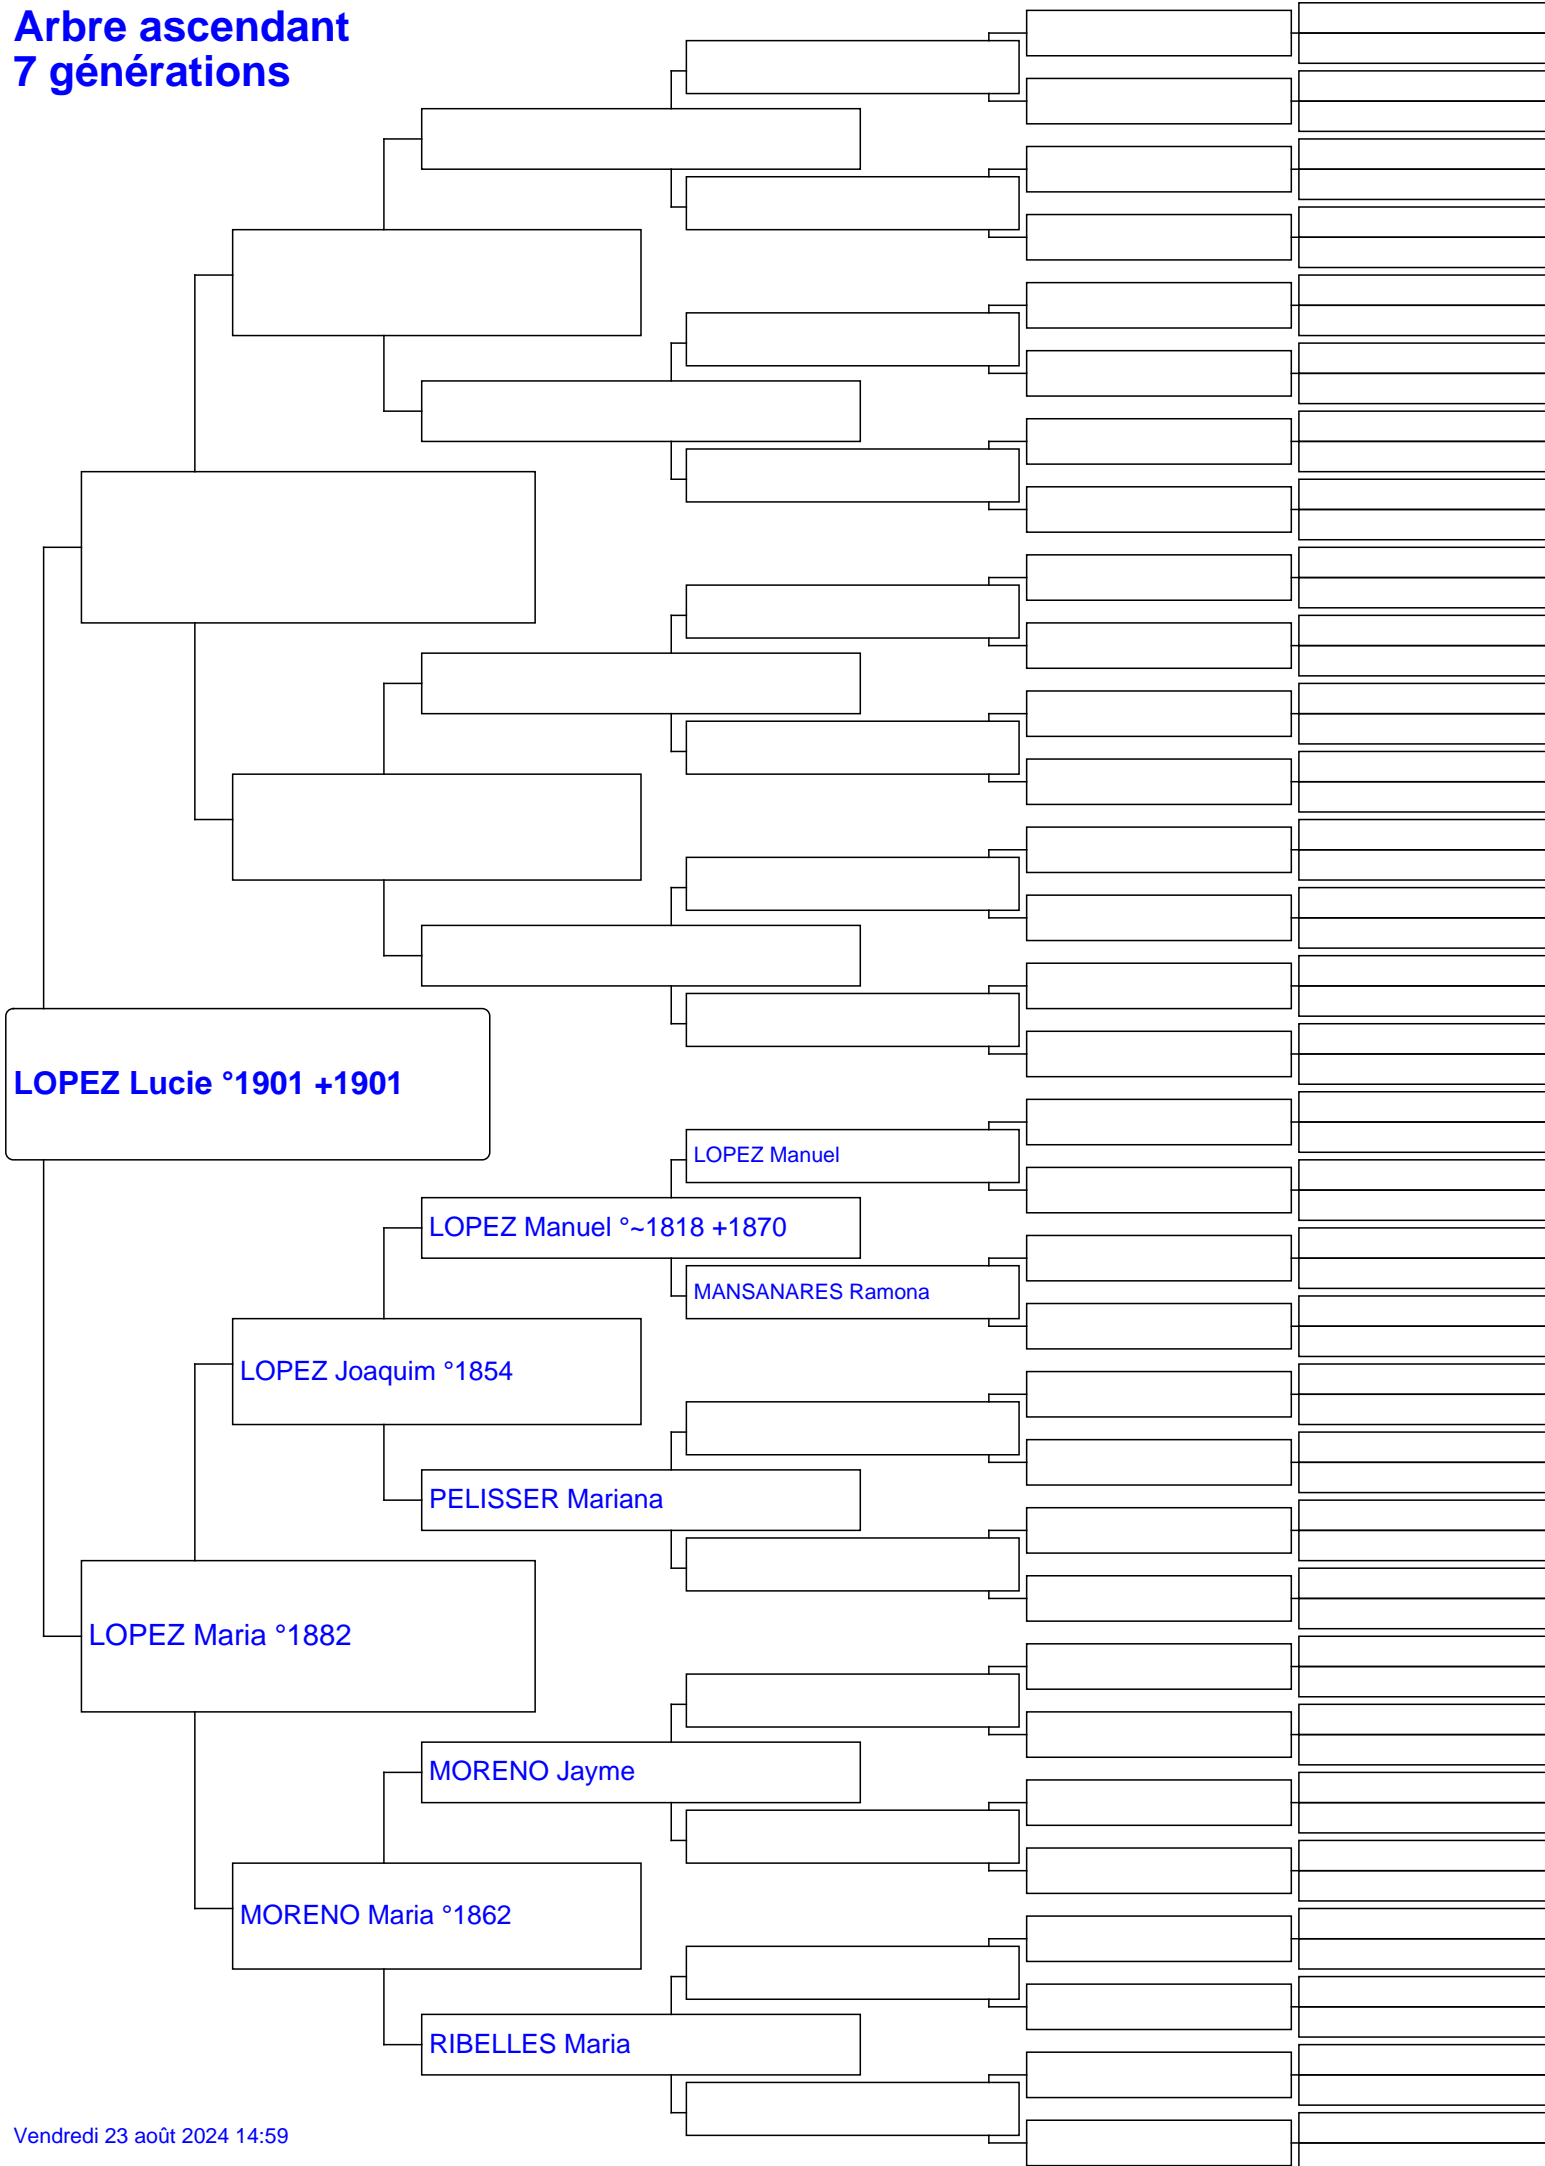 Arbre ascendant
7 générations
LOPEZ Lucie °1901 +1901
LOPEZ Manuel
LOPEZ Manuel °~1818 +1870
MANSANARES Ramona
LOPEZ Joaquim °1854
PELISSER Mariana
LOPEZ Maria °1882
MORENO Jayme
MORENO Maria °1862
RIBELLES Maria
Vendredi 23 août 2024 14:59